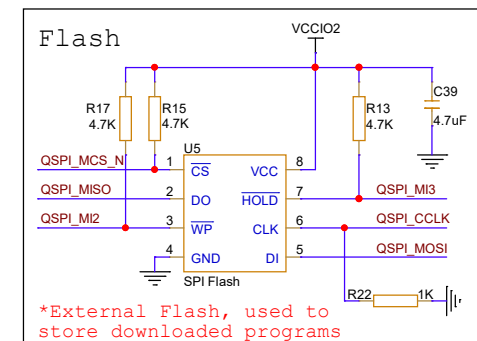 Flash
VCCIO2
R17
4.7K
R15
4.7K
R13
4.7K
C39
4.7uF
U5
QSPI_MCS_N
1
CS
VCC
8
QSPI_MISO
2
DO
HOLD
7
QSPI_MI3
QSPI_MI2
3
WP
CLK
6
QSPI_CCLK
4
GND
DI
5
QSPI_MOSI
SPI Flash
R22
1K
*External Flash, used to
store downloaded programs